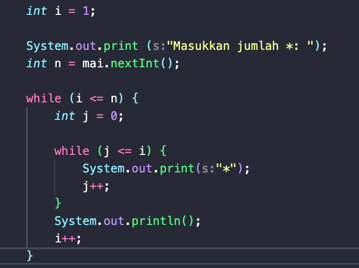 int i = 1;
System.out.print (s:"Masukkan jumlah *: ");
int n = mai.nextInt();
while (i <= n) {
int j = 0;
while (j <= i) {
System.out.print(s:"*");
j++;
}
System.out.println();
i++;
}